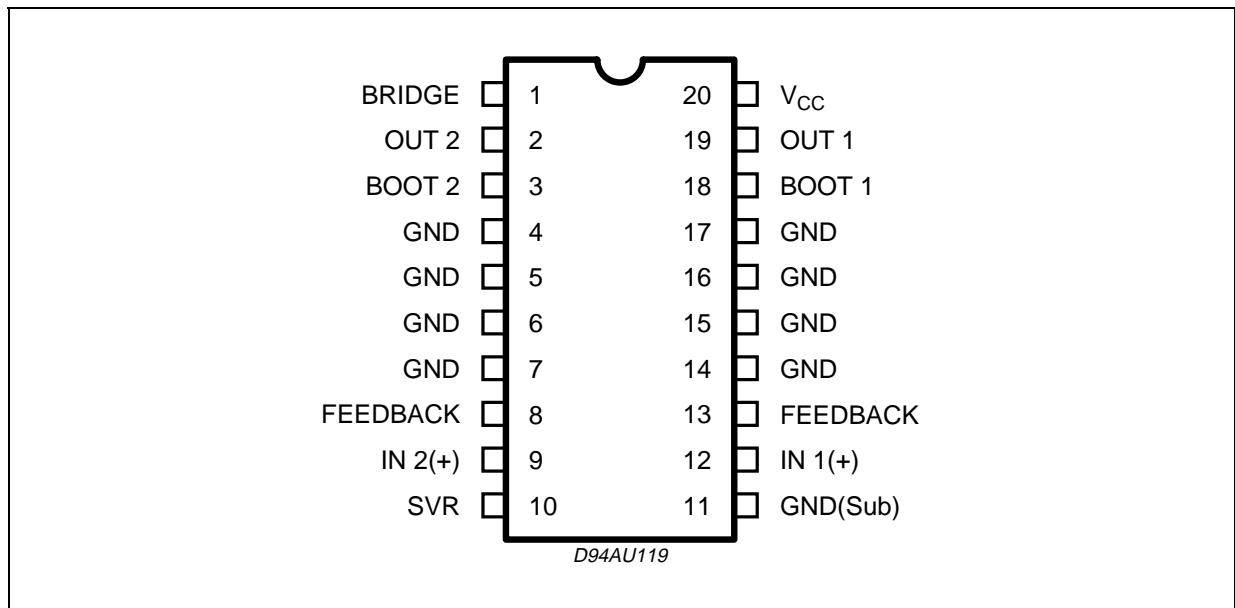 BRIDGE 1 20 VCC
OUT 2 2 19 OUT 1
BOOT 2 3 18 BOOT 1
GND 4 17 GND
GND 5 16 GND
GND 6 15 GND
GND 7 14 GND
FEEDBACK 8 13 FEEDBACK
IN 2(+) 9 12 IN 1(+)
SVR 10 11 GND(Sub)
D94AU119